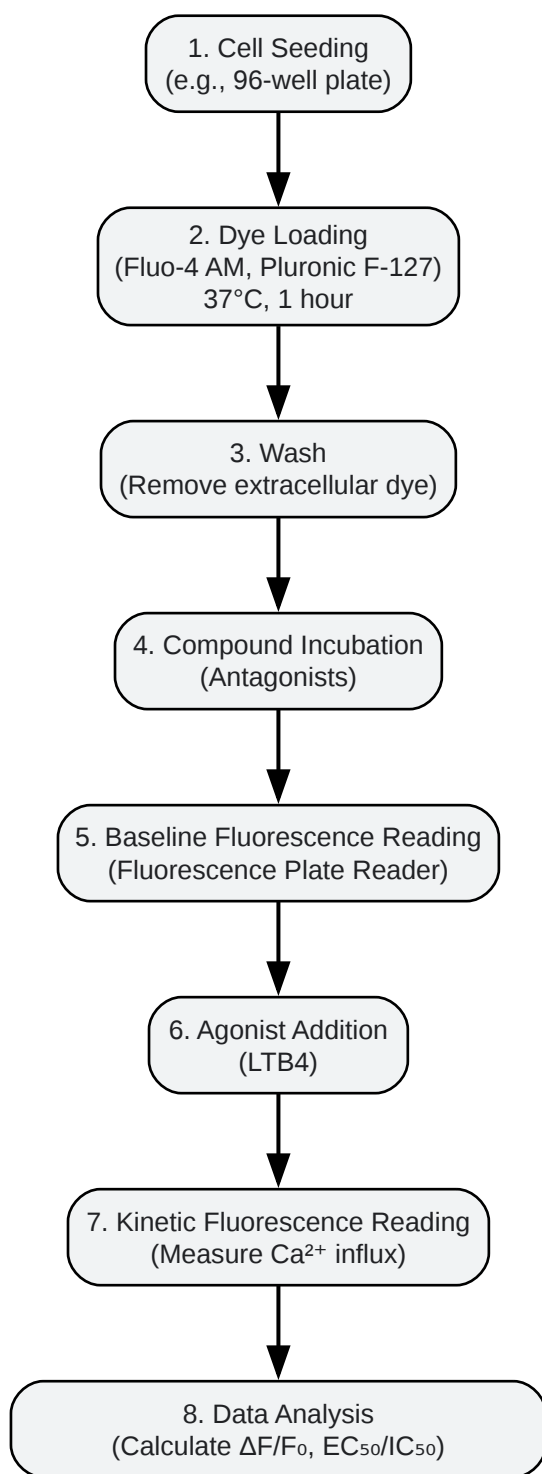 1. Cell Seeding
(e.g., 96-well plate)
2. Dye Loading
(Fluo-4 AM, Pluronic F-127)
37°C, 1 hour
3. Wash
(Remove extracellular dye)
4. Compound Incubation
(Antagonists)
5. Baseline Fluorescence Reading
(Fluorescence Plate Reader)
6. Agonist Addition
(LTB4)
7. Kinetic Fluorescence Reading
(Measure Ca²⁺ influx)
8. Data Analysis
(Calculate ΔF/F₀, EC₅₀/IC₅₀)